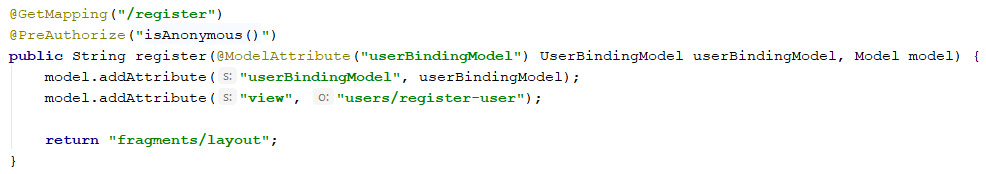 @GetMapping("/register")
@PreAuthorize("isAnonymous()")
public String register(@ModelAttribute("userBindingModel") UserBindingModel userBindingModel, Model model) {
    model.addAttribute( s: "userBindingModel", userBindingModel);
    model.addAttribute( s: "view", o: "users/register-user");

    return "fragments/layout";
}